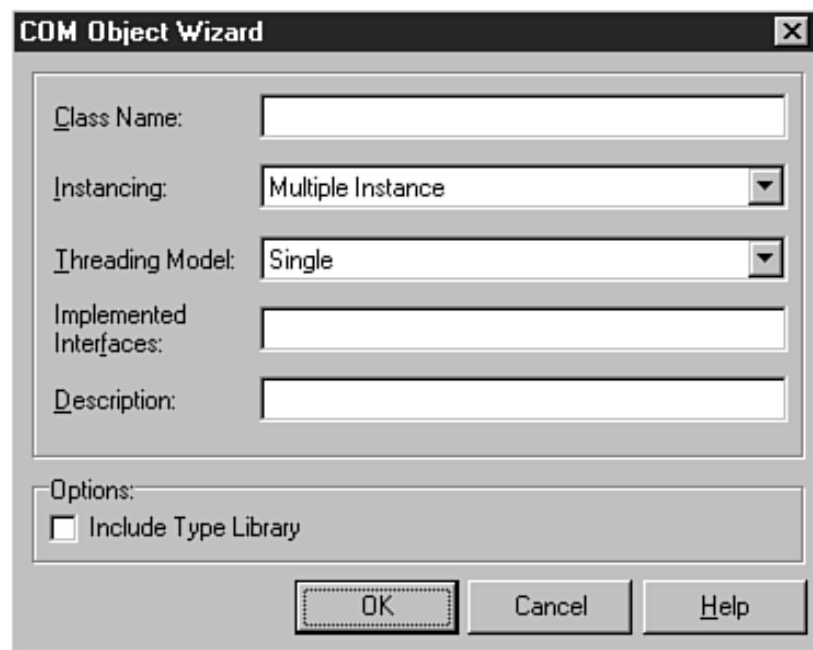 COM Object Wizard
Class Name:
Instancing:
Multiple Instance
Threading Model:
Single
Implemented
Interfaces:
Description:
Options:
Include Type Library
OK
Cancel
Help